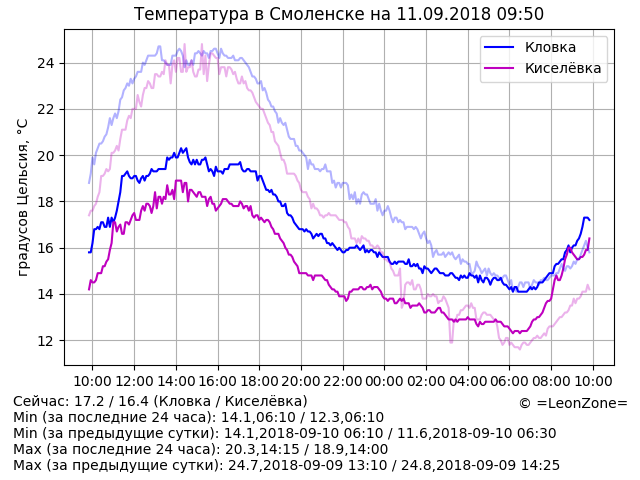 Температура в Смоленске на 11.09.2018 09:50
градусов Цельсия, °C
24
22
20
18
16
14
12
Кловка
Киселёвка
10:00 12:00 14:00 16:00 18:00 20:00 22:00 00:00 02:00 04:00 06:00 08:00 10:00
Сейчас: 17.2 / 16.4 (Кловка / Киселёвка)
© =LeonZone=
Min (за последние 24 часа): 14.1,06:10 / 12.3,06:10
Min (за предыдущие сутки): 14.1,2018-09-10 06:10 / 11.6,2018-09-10 06:30
Max (за последние 24 часа): 20.3,14:15 / 18.9,14:00
Max (за предыдущие сутки): 24.7,2018-09-09 13:10 / 24.8,2018-09-09 14:25